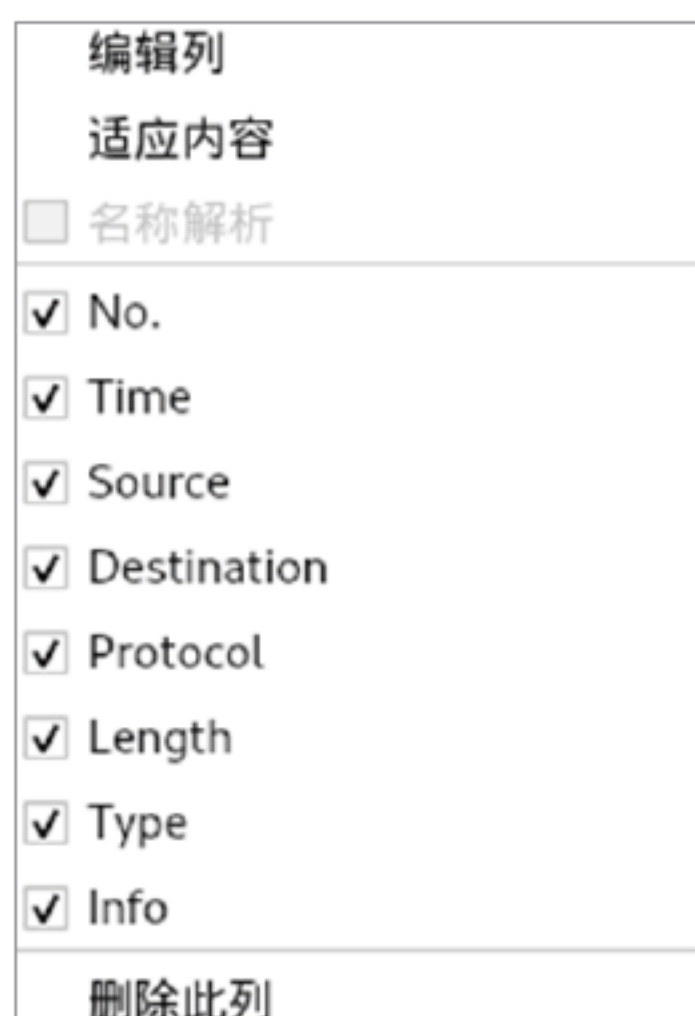 编辑列
适应内容
名称解析
No.
Time
Source
Destination
Protocol
Length
Type
Info
删除此列